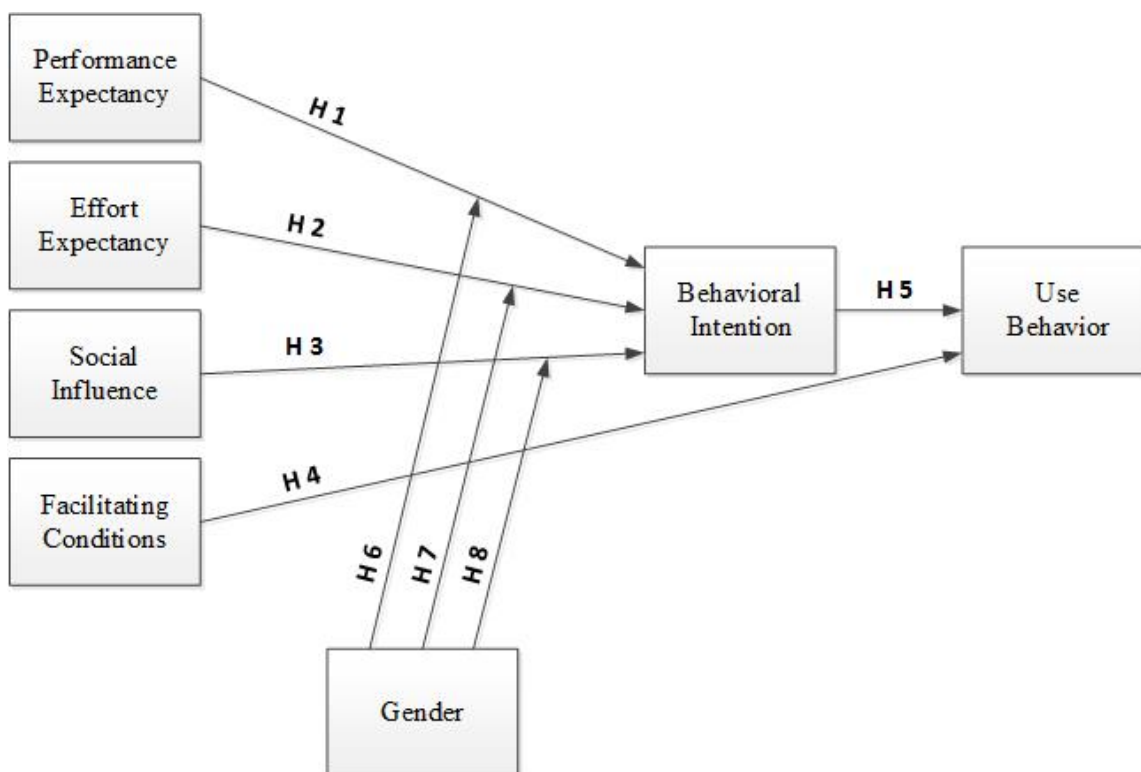 Performance
Expectancy
H 1
Effort
Expectancy
H 2
Social
Influence
H 3
Facilitating
Conditions
H 4
Behavioral
Intention
H 5
Use
Behavior
H 6
H 7
H 8
Gender